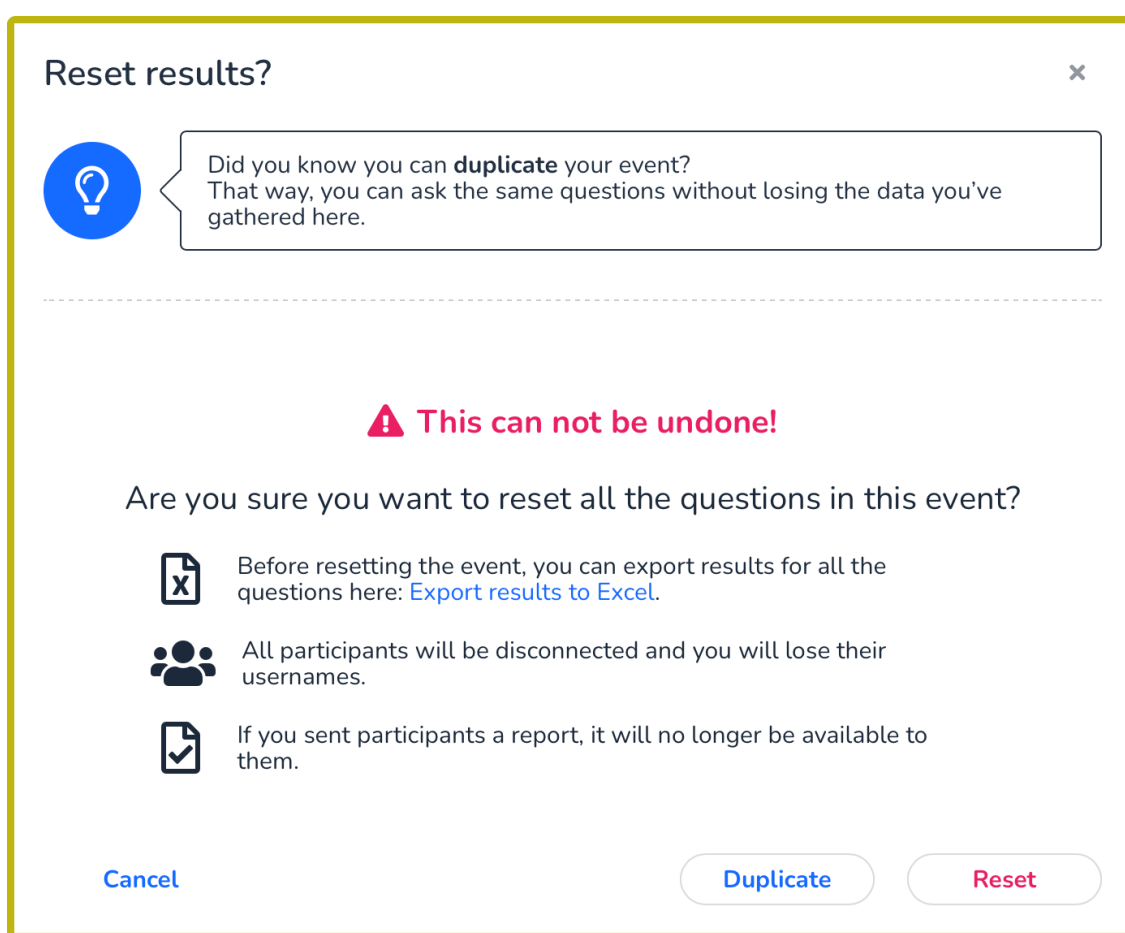 Reset results?
Did you know you can duplicate your event?
That way, you can ask the same questions without losing the data you’ve
gathered here.
This can not be undone!
Are you sure you want to reset all the questions in this event?
Before resetting the event, you can export results for all the
questions here: Export results to Excel.
All participants will be disconnected and you will lose their
usernames.
If you sent participants a report, it will no longer be available to
them.
Cancel
Duplicate
Reset